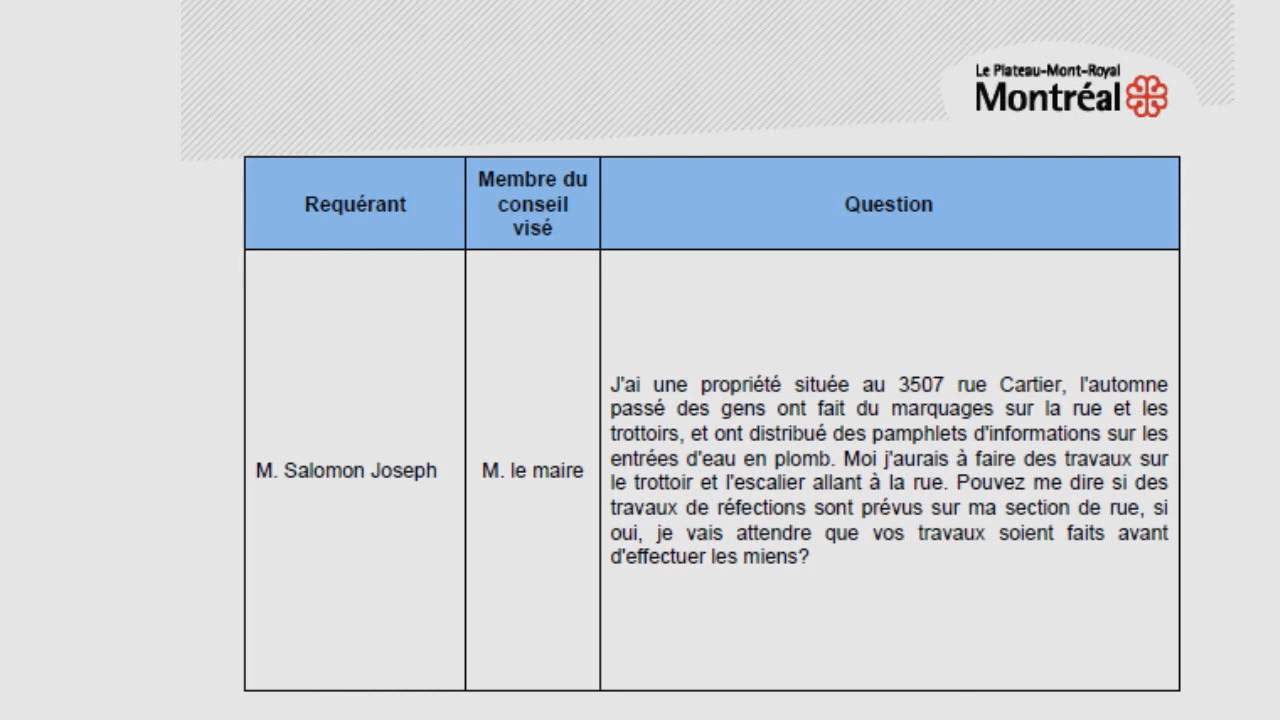 Le Plateau-Mont-Royal
Montréal
Requérant
Membre du
conseil
visé
Question
M. Salomon Joseph
M. le maire
J'ai une propriété située au 3507 rue Cartier, l'automne
passé des gens ont fait du marquages sur la rue et les
trottoirs, et ont distribué des pamphlets d'informations sur les
entrées d'eau en plomb. Moi j'aurais à faire des travaux sur
le trottoir et l'escalier allant à la rue. Pouvez me dire si des
travaux de réfections sont prévus sur ma section de rue, si
oui, je vais attendre que vos travaux soient faits avant
d'effectuer les miens?